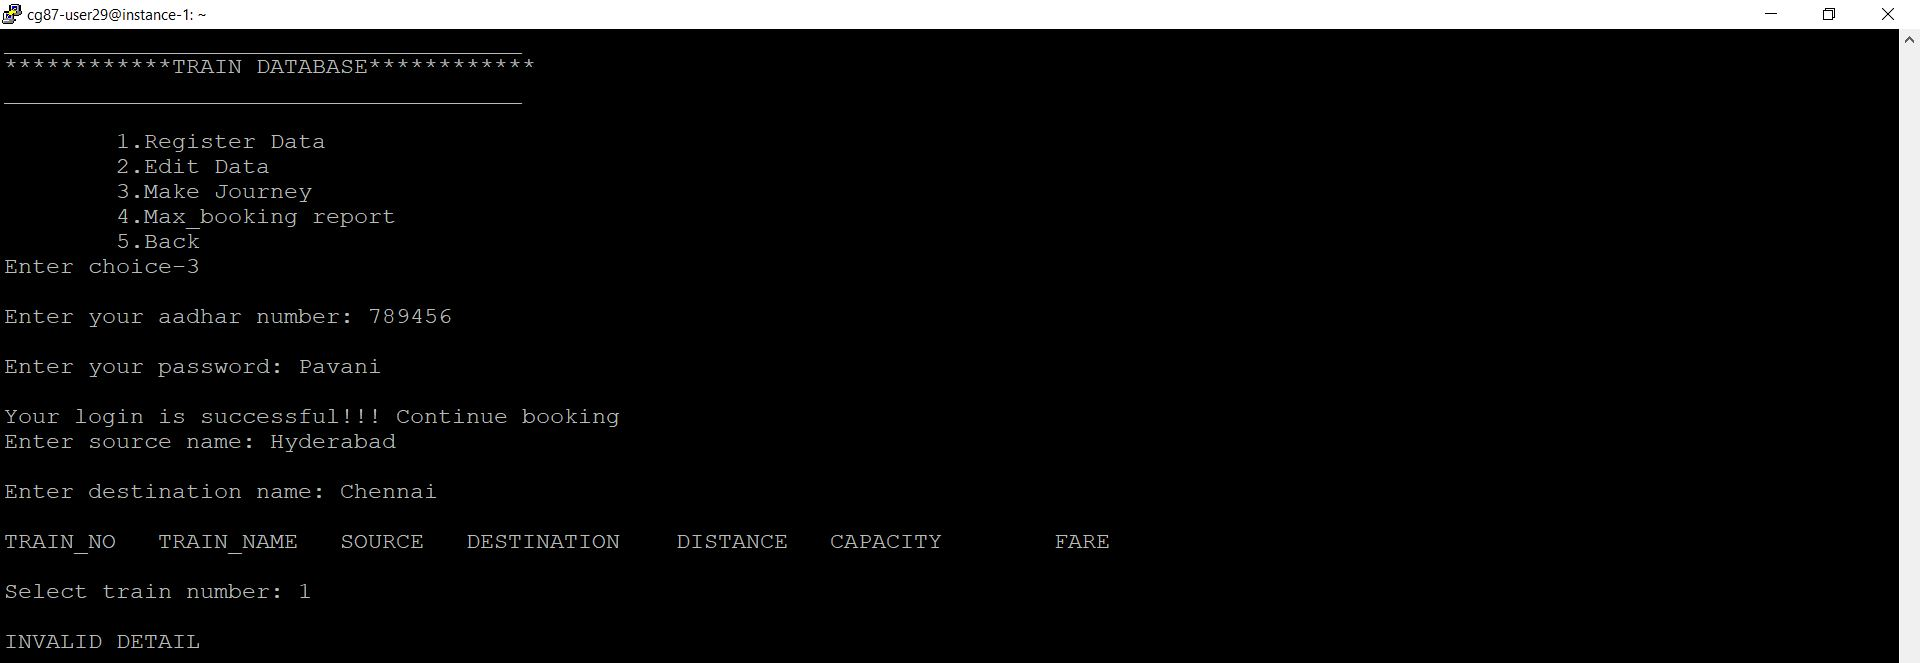 cg87-user29@instance-1: ~
************TRAIN DATABASE************
1.Register Data
2.Edit Data
3.Make Journey
4.Max_booking report
5.Back
Enter choice-3
Enter your aadhar number: 789456
Enter your password: Pavani
Your login is successful!!! Continue booking
Enter source name: Hyderabad
Enter destination name: Chennai
TRAIN_NO TRAIN_NAME SOURCE DESTINATION DISTANCE CAPACITY FARE
Select train number: 1
INVALID DETAIL